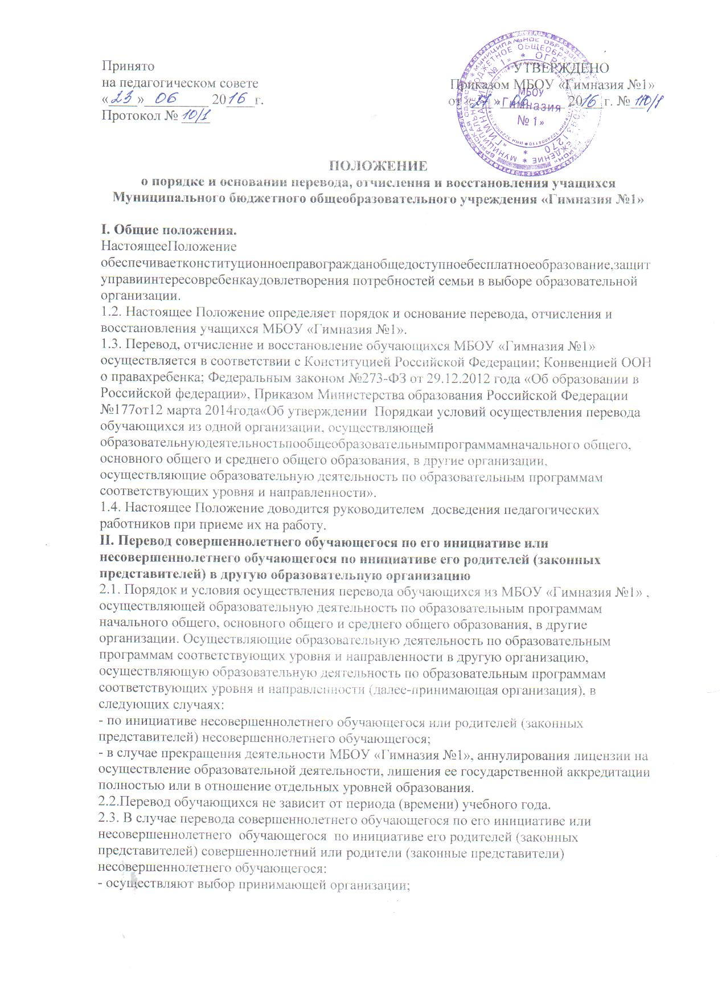 Принято
на педагогическом совете
«23» 06 2016 г.
Протокол № 10/1
УТВЕРЖДЕНО
Приказом МБОУ «Гимназия №1»
от « » 06 2016 г. № 110/1
МБОУ
«Гимназия
№ 1»
ПОЛОЖЕНИЕ
о порядке и основании перевода, отчисления и восстановления учащихся
Муниципального бюджетного общеобразовательного учреждения «Гимназия №1»
I. Общие положения.
НастоящееПоложение
обеспечиваетконституционноеправогражданобщедоступноебесплатноеобразование,защит
управиинтересовребенкаудовлетворения потребностей семьи в выборе образовательной
организации.
1.2. Настоящее Положение определяет порядок и основание перевода, отчисления и
восстановления учащихся МБОУ «Гимназия №1».
1.3. Перевод, отчисление и восстановление обучающихся МБОУ «Гимназия №1»
осуществляется в соответствии с Конституцией Российской Федерации; Конвенцией ООН
о правахребенка; Федеральным законом №273-ФЗ от 29.12.2012 года «Об образовании в
Российской федерации», Приказом Министерства образования Российской Федерации
№177от12 марта 2014года«Об утверждении Порядкаи условий осуществления перевода
обучающихся из одной организации, осуществляющей
образовательнуюдеятельностьпообщеобразовательнымпрограммамначального общего,
основного общего и среднего общего образования, в другие организации,
осуществляющие образовательную деятельность по образовательным программам
соответствующих уровня и направленности».
1.4. Настоящее Положение доводится руководителем досведения педагогических
работников при приеме их на работу.
II. Перевод совершеннолетнего обучающегося по его инициативе или
несовершеннолетнего обучающегося по инициативе его родителей (законных
представителей) в другую образовательную организацию
2.1. Порядок и условия осуществления перевода обучающихся из МБОУ «Гимназия №1» ,
осуществляющей образовательную деятельность по образовательным программам
начального общего, основного общего и среднего общего образования, в другие
организации. Осуществляющие образовательную деятельность по образовательным
программам соответствующих уровня и направленности в другую организацию,
осуществляющую образовательную деятельность по образовательным программам
соответствующих уровня и направленности (далее-принимающая организация), в
следующих случаях:
- по инициативе несовершеннолетнего обучающегося или родителей (законных
представителей) несовершеннолетнего обучающегося;
- в случае прекращения деятельности МБОУ «Гимназия №1», аннулирования лицензии на
осуществление образовательной деятельности, лишения ее государственной аккредитации
полностью или в отношение отдельных уровней образования.
2.2.Перевод обучающихся не зависит от периода (времени) учебного года.
2.3. В случае перевода совершеннолетнего обучающегося по его инициативе или
несовершеннолетнего обучающегося по инициативе его родителей (законных
представителей) совершеннолетний или родители (законные представители)
несовершеннолетнего обучающегося:
- осуществляют выбор принимающей организации;